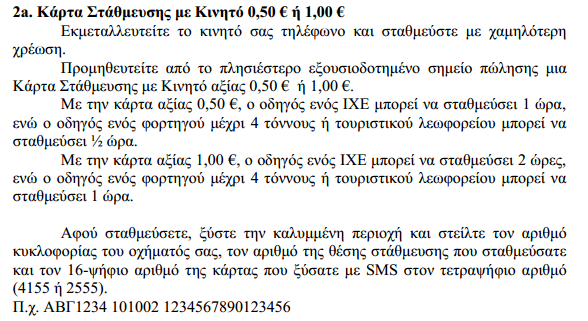 2a. Κάρτα Στάθμευσης με Κινητό 0,50 € ή 1,00 €
Εκμεταλλευτείτε το κινητό σας τηλέφωνο και σταθμεύστε με χαμηλότερη
χρέωση.
Προμηθευτείτε από το πλησιέστερο εξουσιοδοτημένο σημείο πώλησης μια
Κάρτα Στάθμευσης με Κινητό αξίας 0,50 € ή 1,00 €.
Με την κάρτα αξίας 0,50 €, ο οδηγός ενός ΙΧΕ μπορεί να σταθμεύσει 1 ώρα,
ενώ ο οδηγός ενός φορτηγού μέχρι 4 τόννους ή τουριστικού λεωφορείου μπορεί να
σταθμεύσει ½ ώρα.
Με την κάρτα αξίας 1,00 €, ο οδηγός ενός ΙΧΕ μπορεί να σταθμεύσει 2 ώρες,
ενώ ο οδηγός ενός φορτηγού μέχρι 4 τόννους ή τουριστικού λεωφορείου μπορεί να
σταθμεύσει 1 ώρα.
Αφού σταθμεύσετε, ξύστε την καλυμμένη περιοχή και στείλτε τον αριθμό
κυκλοφορίας του οχήματός σας, τον αριθμό της θέσης στάθμευσης που σταθμεύσατε
και τον 16-ψήφιο αριθμό της κάρτας που ξύσατε με SMS στον τετραψήφιο αριθμό
(4155 ή 2555).
Π.χ. ΑΒΓ1234 101002 1234567890123456